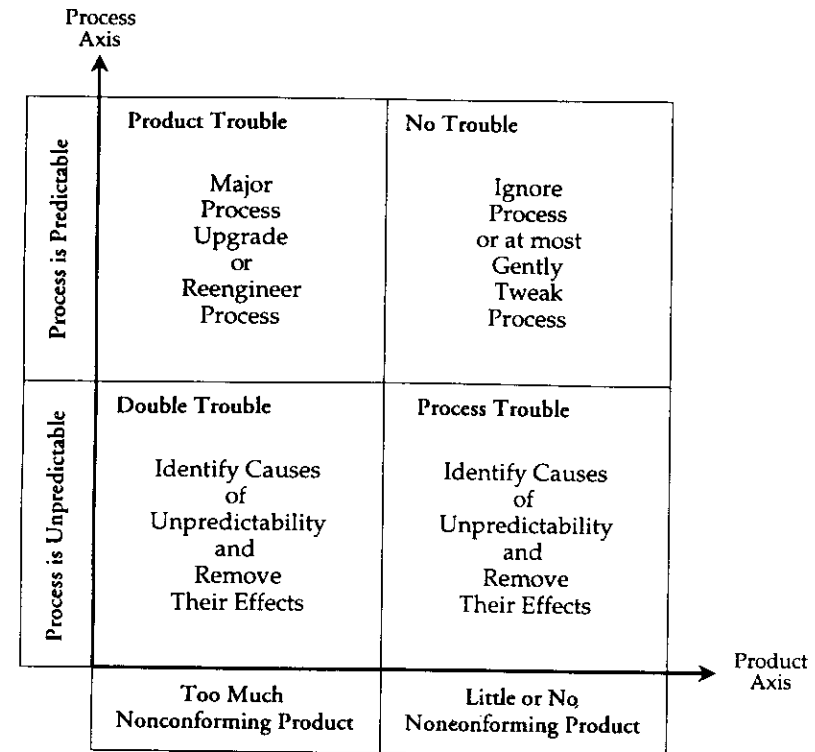 Process
Axis
Process is Predictable
Product Trouble
Major
Process
Upgrade
or
Reengineer
Process
No Trouble
Ignore
Process
or at most
Gently
Tweak
Process
Process is Unpredictable
Double Trouble
Identify Causes
of
Unpredictability
and
Remove
Their Effects
Process Trouble
Identify Causes
of
Unpredictability
and
Remove
Their Effects
Product
Axis
Too Much
Nonconforming Product
Little or No
Nonconforming Product